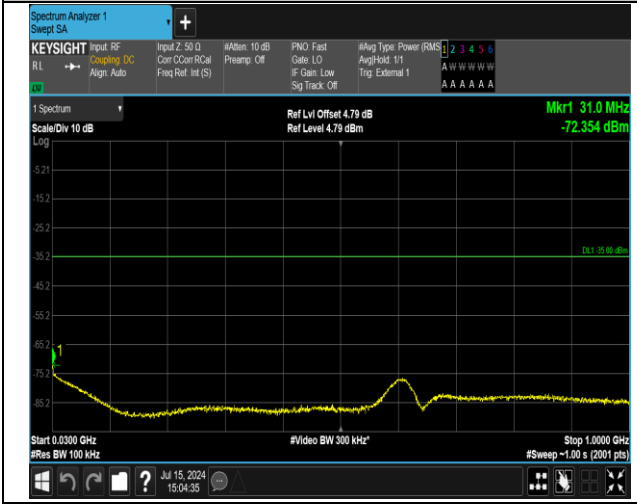 Spectrum Analyzer 1
Swept SA
+
KEYSIGHT
RL
Input: RF
Coupling: DC
Align: Auto
Input Z: 50 Ω
Corr CCorr RCal
Freq Ref: Int (S)
#Atten: 10 dB
Preamp: Off
PNO: Fast
Gate: LO
IF Gain: Low
Sig Track: Off
#Avg Type: Power (RMS
Avg|Hold: 1/1
Trig: External 1
1 2 3 4 5 6
A W W W W W
A A A A A A
1 Spectrum
Scale/Div 10 dB
Log
Ref Lvl Offset 4.79 dB
Ref Level 4.79 dBm
Mkr1 31.0 MHz
-72.354 dBm
-5.21
-15.2
-25.2
-35.2
-45.2
-55.2
-65.2
-75.2
-85.2
DL1 -35.00 dBm
1
Start 0.0300 GHz
#Res BW 100 kHz
#Video BW 300 kHz*
Stop 1.0000 GHz
#Sweep ~1.00 s (2001 pts)
?
Jul 15, 2024
15:04:35